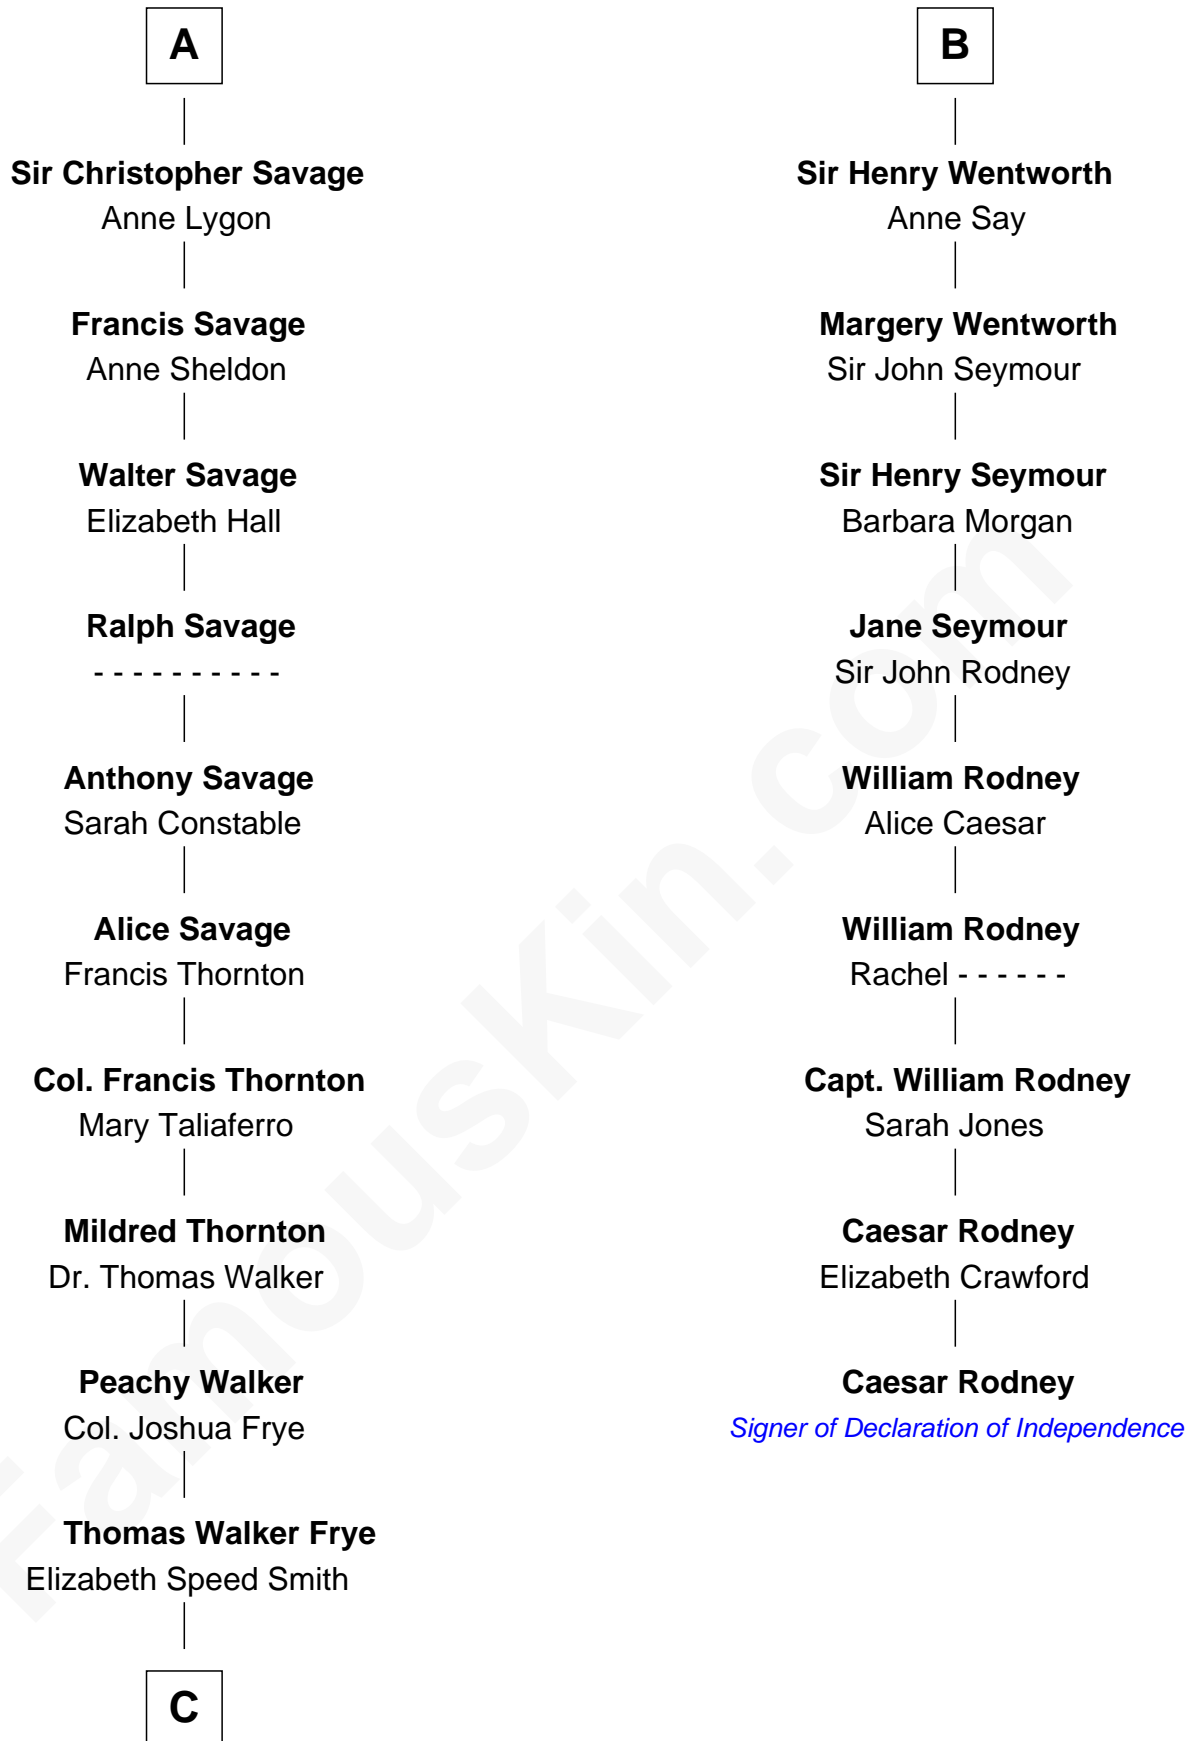 A
Sir Christopher Savage
Anne Lygon
Francis Savage
Anne Sheldon
Walter Savage
Elizabeth Hall
Ralph Savage
- - - - - - - - - -
Anthony Savage
Sarah Constable
Alice Savage
Francis Thornton
Col. Francis Thornton
Mary Taliaferro
Mildred Thornton
Dr. Thomas Walker
Peachy Walker
Col. Joshua Frye
Thomas Walker Frye
Elizabeth Speed Smith
C
B
Sir Henry Wentworth
Anne Say
Margery Wentworth
Sir John Seymour
Sir Henry Seymour
Barbara Morgan
Jane Seymour
Sir John Rodney
William Rodney
Alice Caesar
William Rodney
Rachel - - - - - -
Capt. William Rodney
Sarah Jones
Caesar Rodney
Elizabeth Crawford
Caesar Rodney
Signer of Declaration of Independence
FamousKin.com